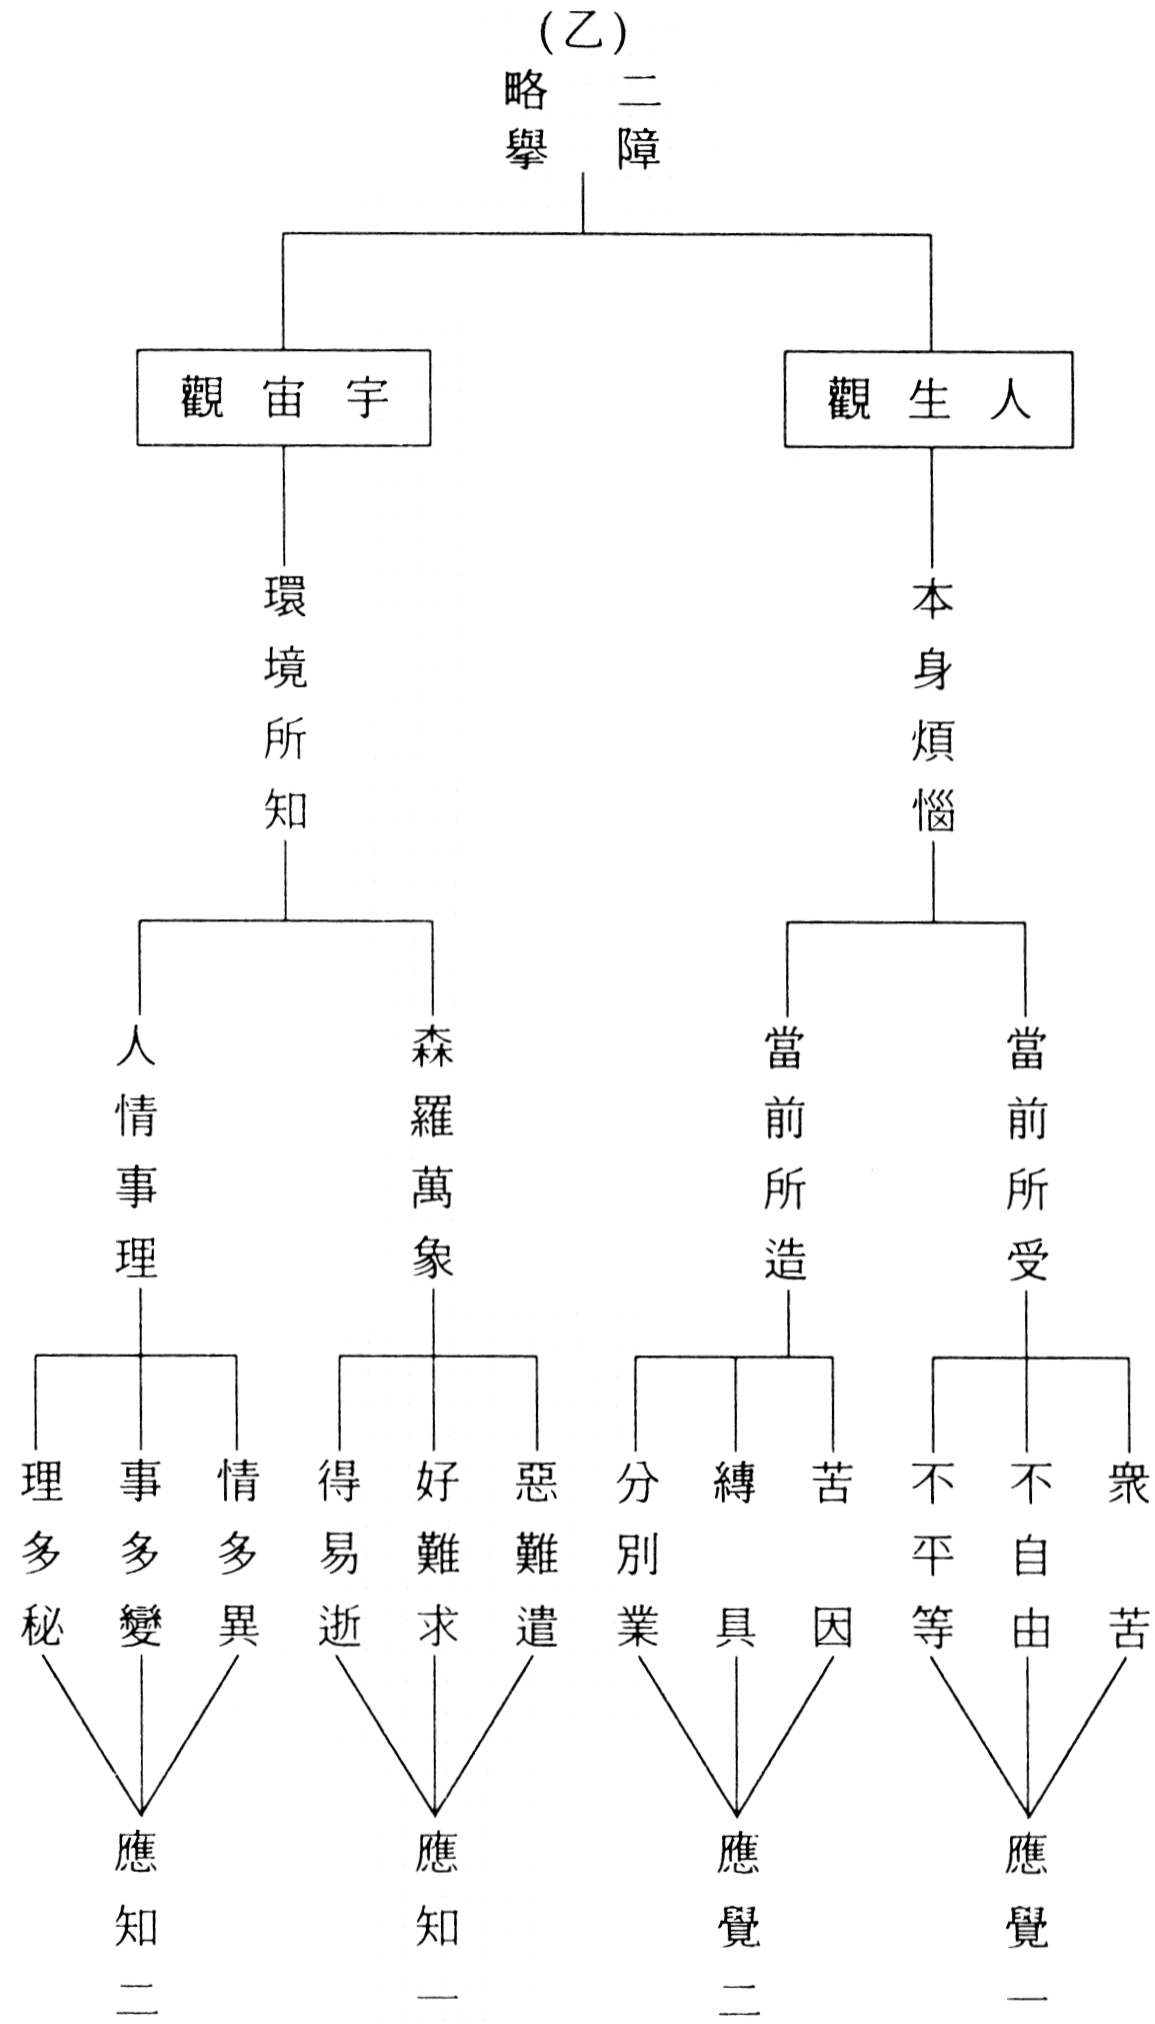 (乙)
二障
略舉
人生觀
本身煩惱
當前所受
眾苦
不自由
不平等
應覺一
當前所造
苦因
縛具
分別業
應覺二
宇宙觀
環境所知
森羅萬象
惡難遣
好難求
得易逝
應知一
人情事理
情多異
事多變
理多秘
應知二